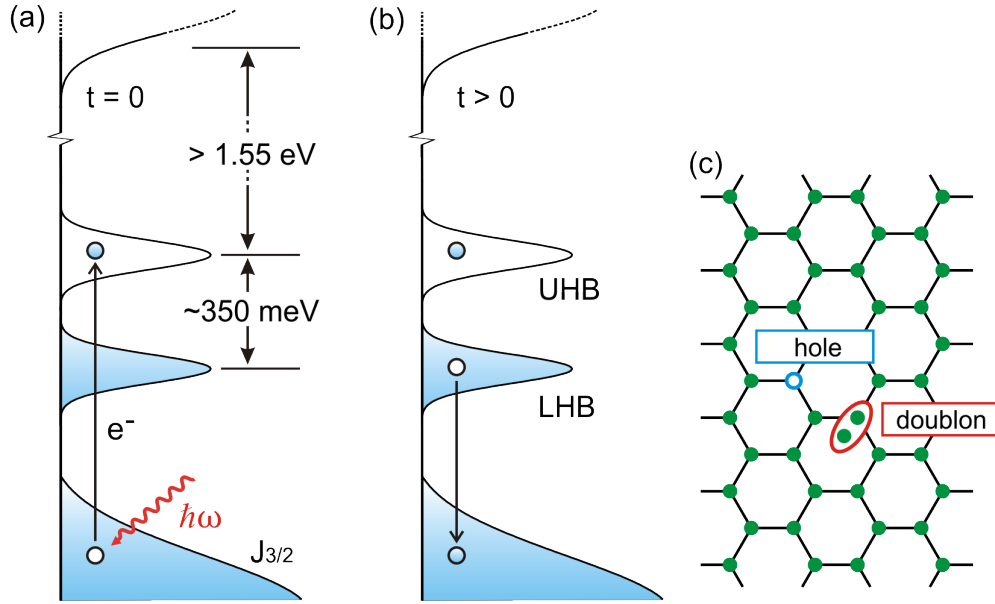 (a)
t = 0
> 1.55 eV
~350 meV
e⁻
ħω
J3/2
(b)
t > 0
UHB
LHB
(c)
hole
doublon